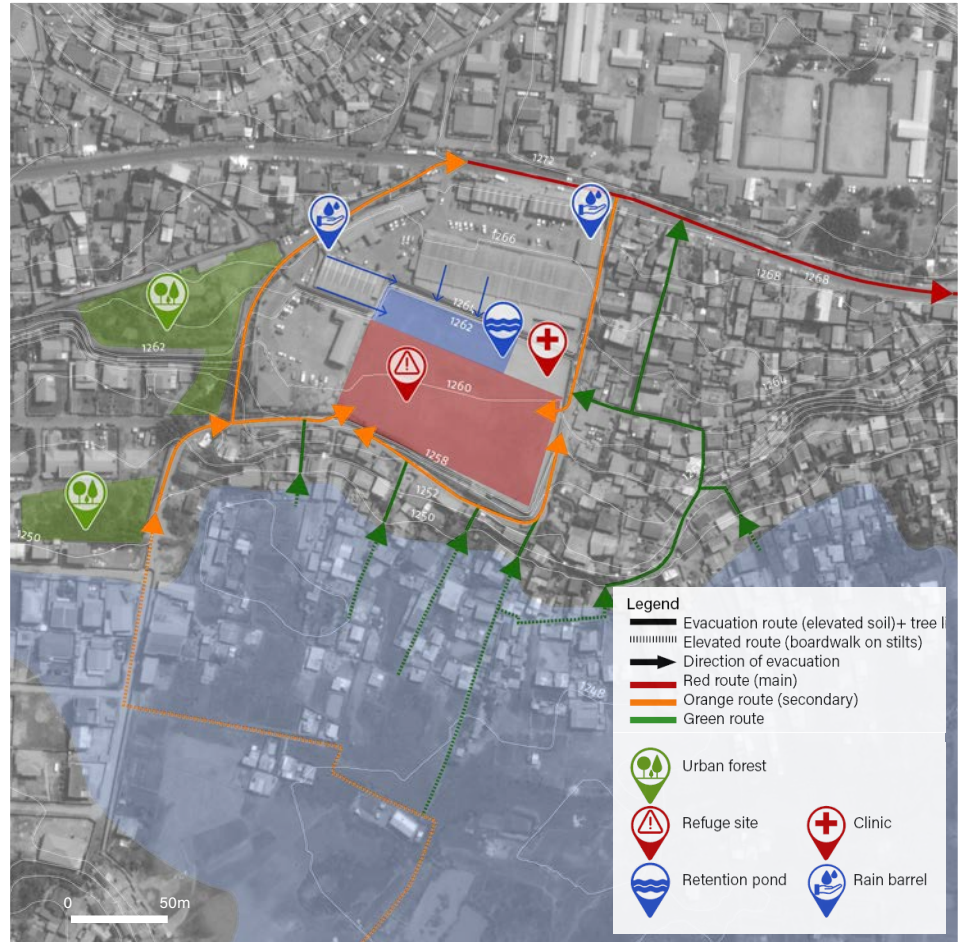 1272
1266
1268
1268
1264
1262
1262
1264
1260
1258
1252
1250
1250
1248
Legend
Evacuation route (elevated soil)+ tree l
Elevated route (boardwalk on stilts)
Direction of evacuation
Red route (main)
Orange route (secondary)
Green route
Urban forest
Refuge site
Clinic
Retention pond
Rain barrel
0 50m